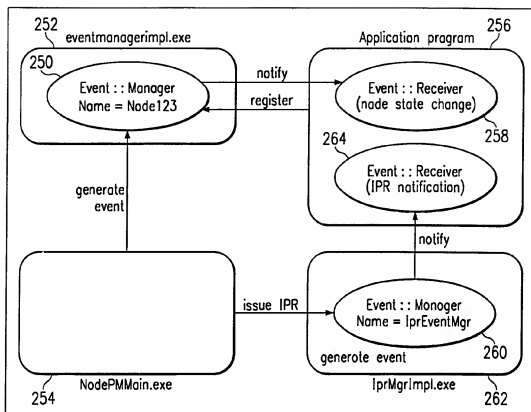 252
eventmanagerimpl.exe
Application program
256
250
Event :: Manager
Name = Node123
notify
register
Event :: Receiver
(node state change)
258
264
Event :: Receiver
(IPR notification)
generate
event
notify
issue IPR
Event :: Monoger
Name = IprEventMgr
generote event
260
254
NodePMMain.exe
IprMgrImpl.exe
262